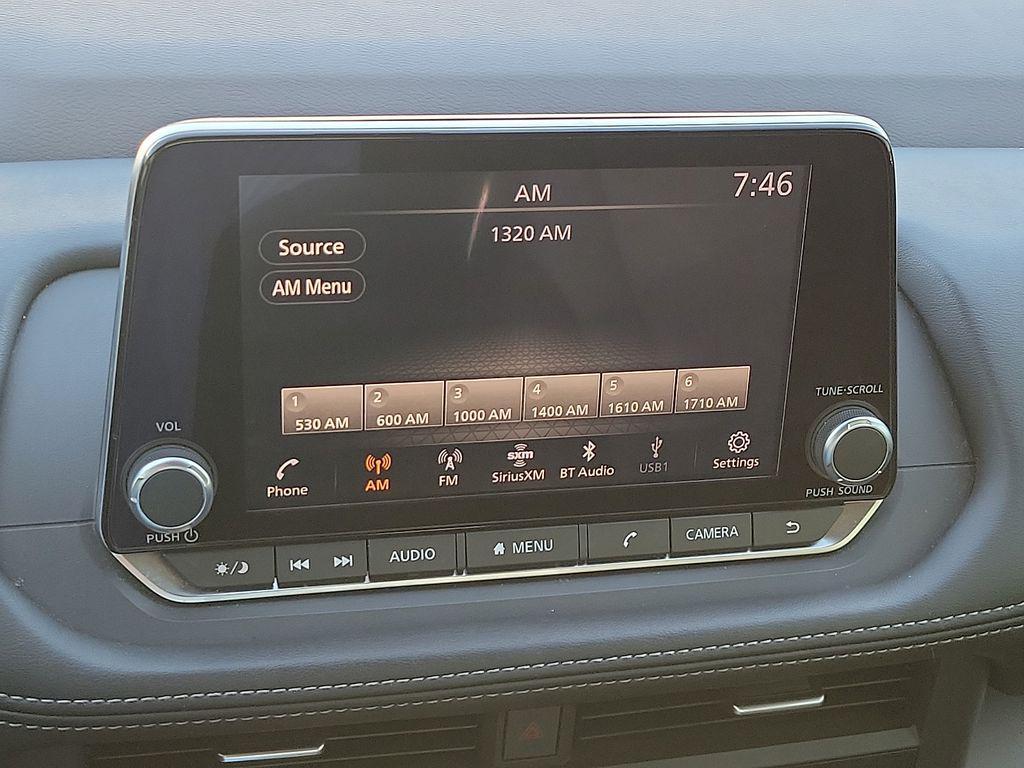 AM
7:46
1320 AM
Source
AM Menu
1 2 3 4 5 6
530 AM 600 AM 1000 AM 1400 AM 1610 AM 1710 AM
TUNE·SCROLL
VOL
Phone AM FM sxm SiriusXM BT Audio USB1 Settings
PUSH SOUND
PUSH
AUDIO MENU CAMERA